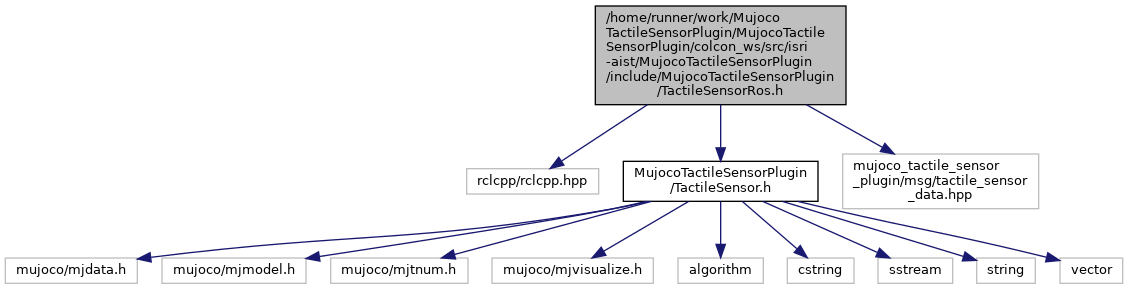 /home/runner/work/Mujoco
TactileSensorPlugin/MujocoTactile
SensorPlugin/colcon_ws/src/isri
-aist/MujocoTactileSensorPlugin
/include/MujocoTactileSensorPlugin
/TactileSensorRos.h
rclcpp/rclcpp.hpp
MujocoTactileSensorPlugin
/TactileSensor.h
mujoco_tactile_sensor
_plugin/msg/tactile_sensor
_data.hpp
mujoco/mjdata.h
mujoco/mjmodel.h
mujoco/mjtnum.h
mujoco/mjvisualize.h
algorithm
cstring
sstream
string
vector